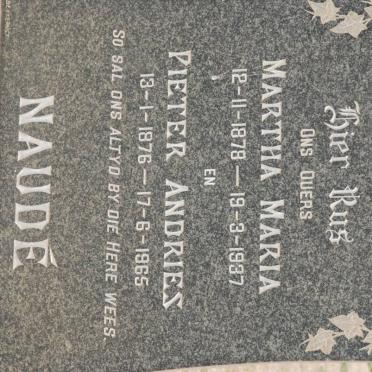 Hier Rus
ONS OUERS
MARTHA MARIA
12-11-1878—19-3-1937
EN
PIETER ANDRIES
13-1-1876—17-6-1965
SO SAL ONS ALTYD BY DIE HERE WEES.
NAUDÉ